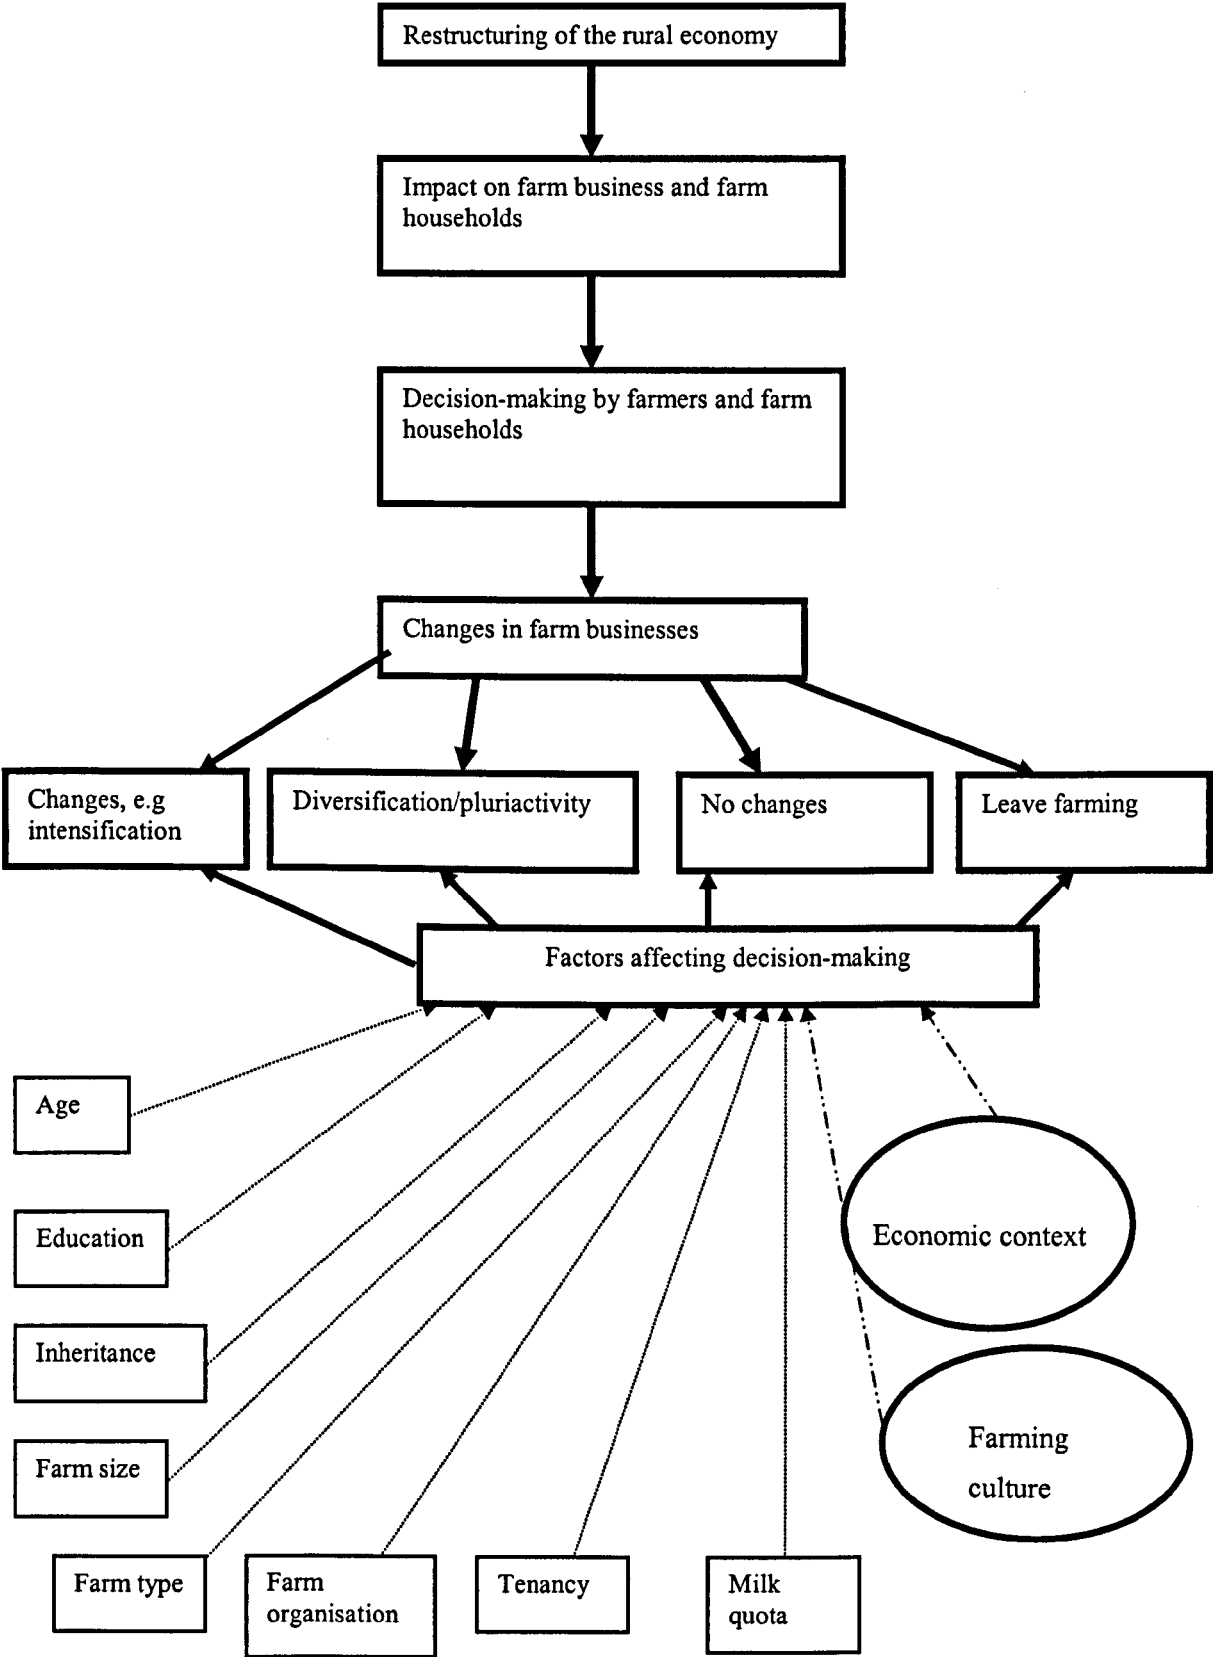 Restructuring of the rural economy
Impact on farm business and farm
households
Decision-making by farmers and farm
households
Changes in farm businesses
Changes, e.g
intensification
Diversification/pluriactivity
No changes
Leave farming
Factors affecting decision-making
Age
Education
Inheritance
Farm size
Farm type
Farm
organisation
Tenancy
Milk
quota
Economic context
Farming
culture